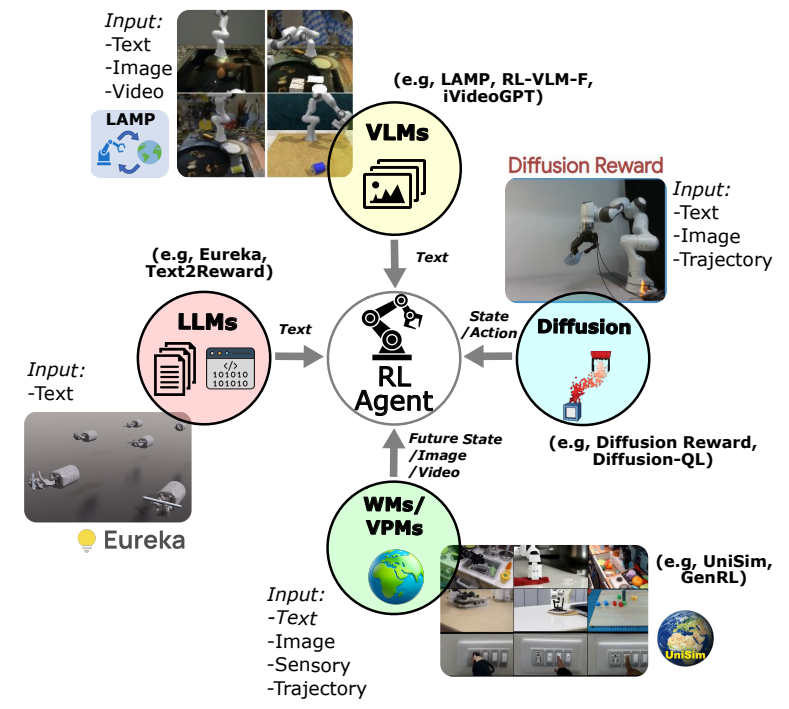 Input:
-Text
-Image
-Video
LAMP
(e.g, LAMP, RL-VLM-F,
iVideoGPT)
VLMs
Text
Diffusion Reward
Input:
-Text
-Image
-Trajectory
(e.g, Eureka,
Text2Reward)
LLMs
</>
101010
101010
Text
RL
Agent
State
/Action
Diffusion
(e.g, Diffusion Reward,
Diffusion-QL)
Input:
-Text
Eureka
Future State
/Image
/Video
WMs/
VPMs
Input:
-Text
-Image
-Sensory
-Trajectory
(e.g, UniSim,
GenRL)
UniSim